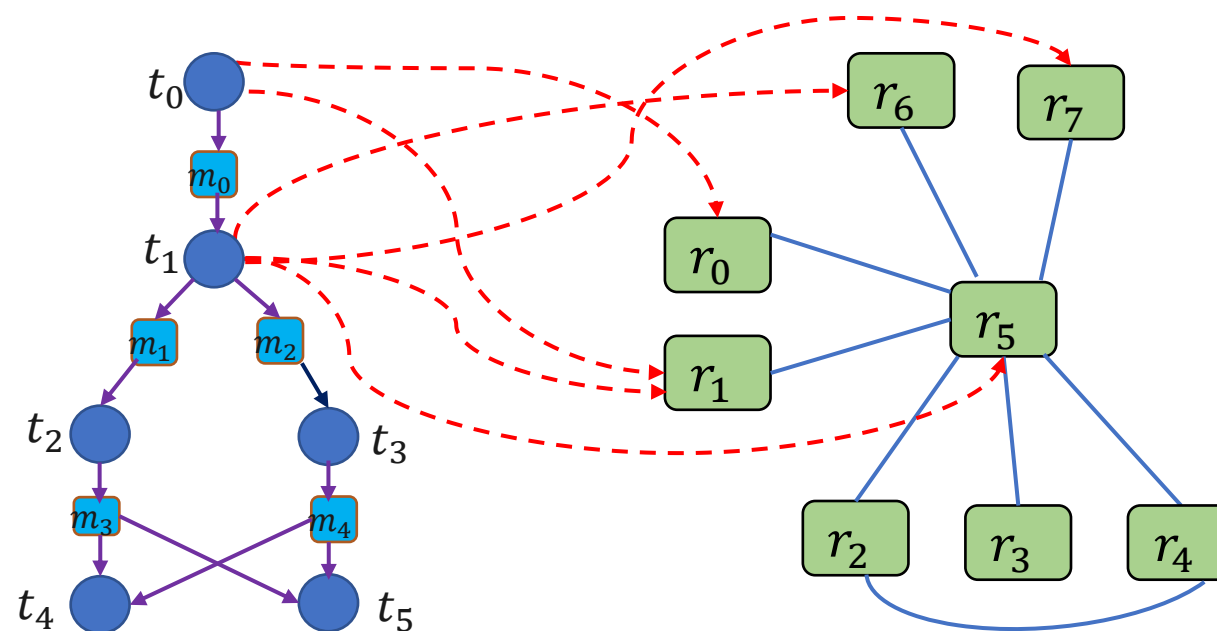 t₀
m₀
t₁
m₁
m₂
t₂
t₃
m₃
m₄
t₄
t₅
r₆
r₇
r₀
r₅
r₁
r₂
r₃
r₄